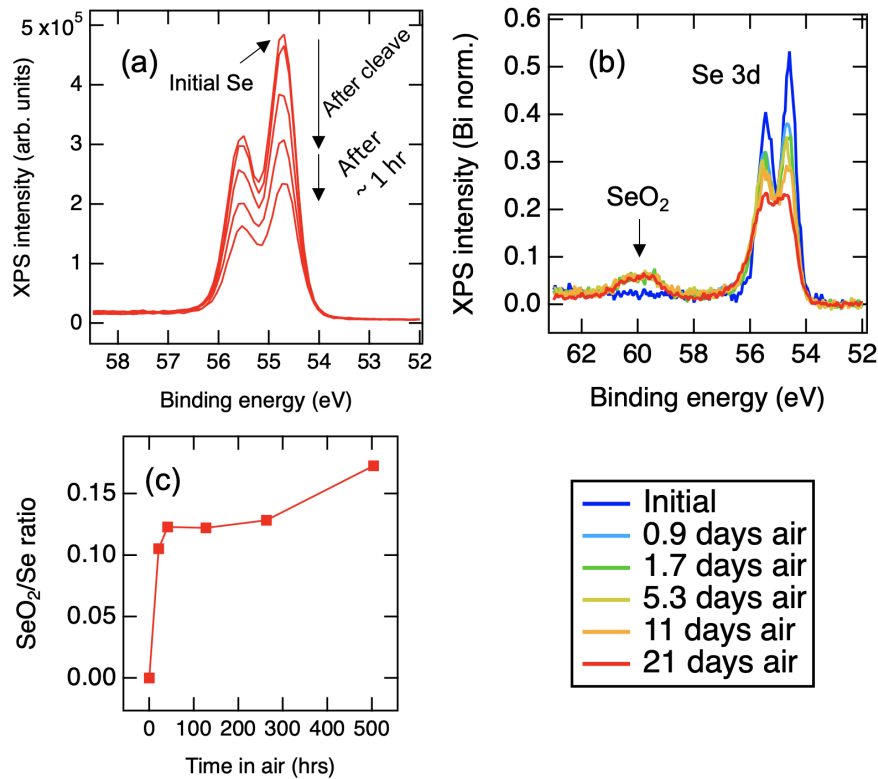 (a)
Initial Se
After cleave
After
~ 1 hr
5 x10⁵
4
3
2
1
0
XPS intensity (arb. units)
58 57 56 55 54 53 52
Binding energy (eV)
(b)
Se 3d
SeO₂
0.6
0.5
0.4
0.3
0.2
0.1
0.0
XPS intensity (Bi norm.)
62 60 58 56 54 52
Binding energy (eV)
(c)
0.15
0.10
0.05
0.00
SeO₂/Se ratio
0 100 200 300 400 500
Time in air (hrs)
Initial
0.9 days air
1.7 days air
5.3 days air
11 days air
21 days air